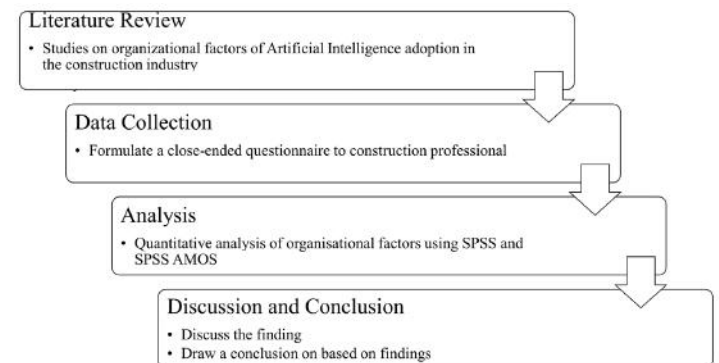 Literature Review
• Studies on organizational factors of Artificial Intelligence adoption in
the construction industry
Data Collection
• Formulate a close-ended questionnaire to construction professional
Analysis
• Quantitative analysis of organisational factors using SPSS and
SPSS AMOS
Discussion and Conclusion
• Discuss the finding
• Draw a conclusion on based on findings